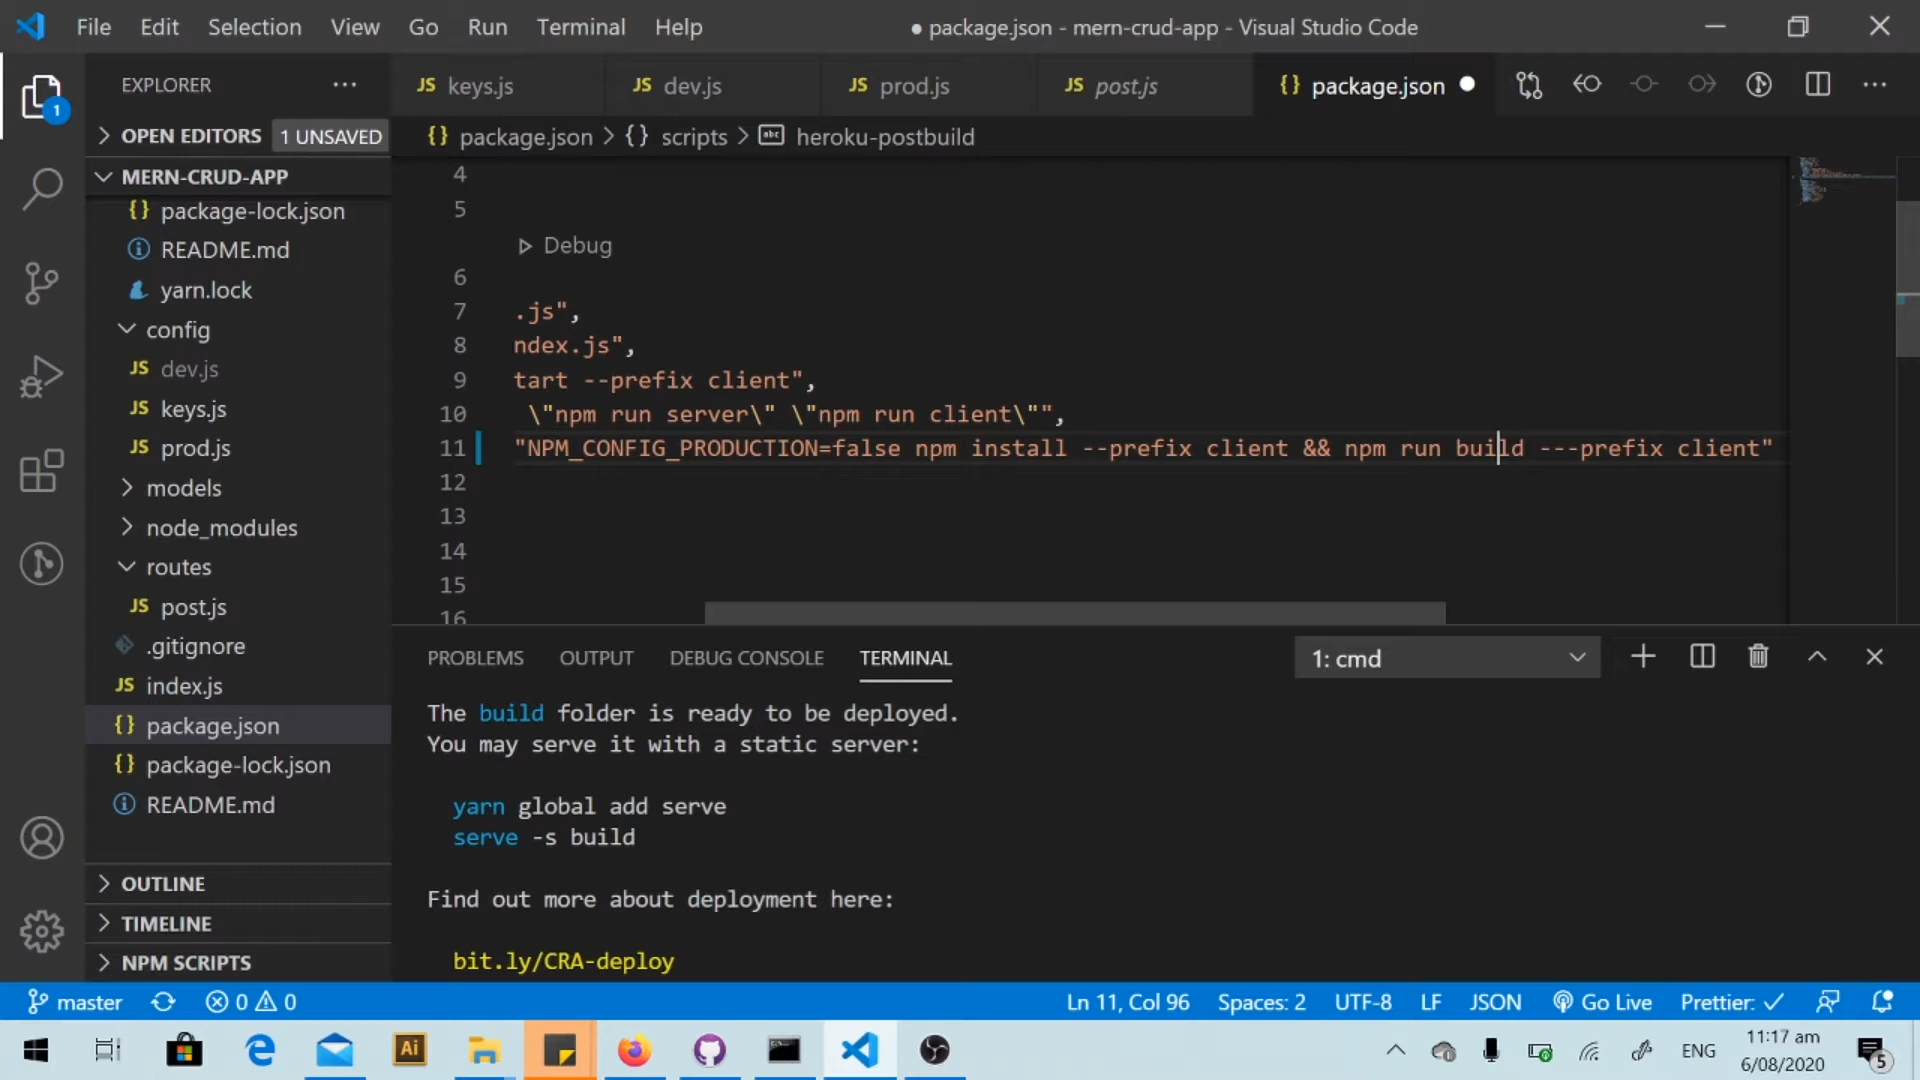 File Edit Selection View Go Run Terminal Help
● package.json - mern-crud-app - Visual Studio Code
EXPLORER
JS keys.js
JS dev.js
JS prod.js
JS post.js
{} package.json
1
OPEN EDITORS 1 UNSAVED
{} package.json > {} scripts > abc heroku-postbuild
MERN-CRUD-APP
{} package-lock.json
README.md
yarn.lock
config
JS dev.js
JS keys.js
JS prod.js
models
node_modules
routes
JS post.js
.gitignore
JS index.js
{} package.json
{} package-lock.json
README.md
OUTLINE
TIMELINE
NPM SCRIPTS
4
5
Debug
6
7 .js",
8 ndex.js",
9 tart --prefix client",
10 \"npm run server\" \"npm run client\"",
11 "NPM_CONFIG_PRODUCTION=false npm install --prefix client && npm run build ---prefix client"
12
13
14
15
16
PROBLEMS OUTPUT DEBUG CONSOLE TERMINAL
1: cmd
The build folder is ready to be deployed.
You may serve it with a static server:
yarn global add serve
serve -s build
Find out more about deployment here:
bit.ly/CRA-deploy
master 0 0
Ln 11, Col 96 Spaces: 2 UTF-8 LF JSON Go Live Prettier: ✓
Ai
ENG
11:17 am
6/08/2020
5